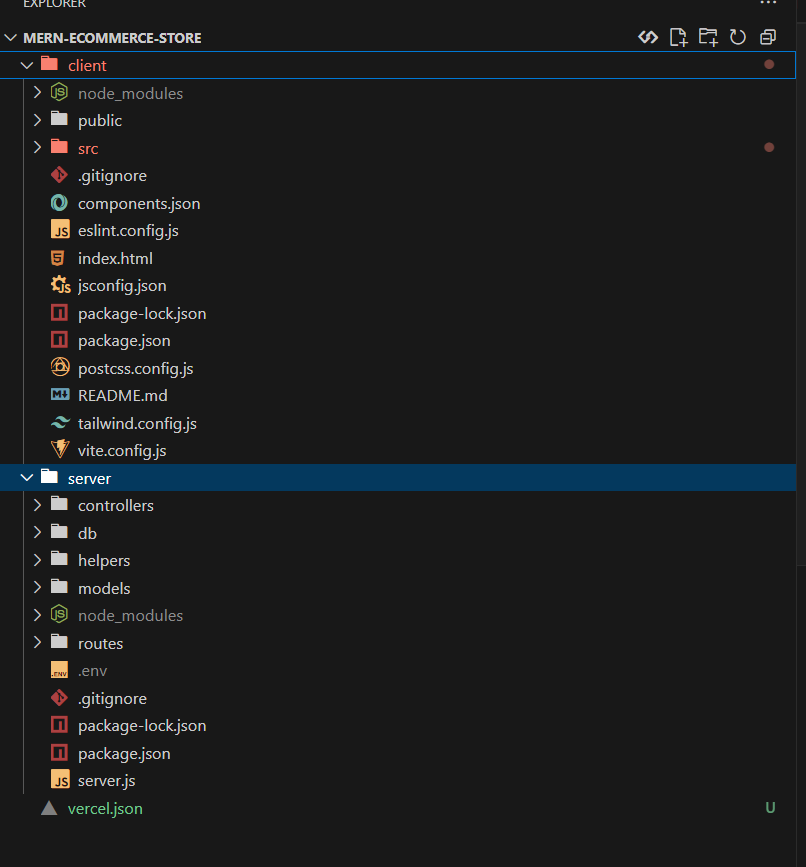 EXPLORER
MERN-ECOMMERCE-STORE
client
node_modules
public
src
.gitignore
components.json
eslint.config.js
index.html
jsconfig.json
package-lock.json
package.json
postcss.config.js
README.md
tailwind.config.js
vite.config.js
server
controllers
db
helpers
models
node_modules
routes
.env
.gitignore
package-lock.json
package.json
server.js
vercel.json U